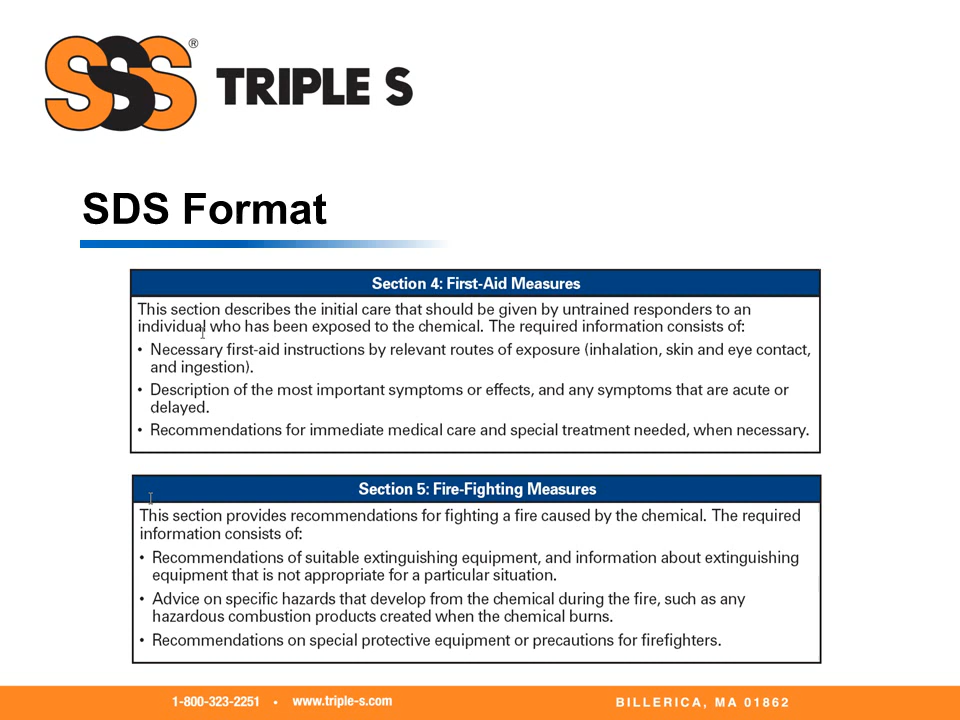 SSS® TRIPLE S
SDS Format
Section 4: First-Aid Measures
This section describes the initial care that should be given by untrained responders to an
individual who has been exposed to the chemical. The required information consists of:
• Necessary first-aid instructions by relevant routes of exposure (inhalation, skin and eye contact,
and ingestion).
• Description of the most important symptoms or effects, and any symptoms that are acute or
delayed.
• Recommendations for immediate medical care and special treatment needed, when necessary.
Section 5: Fire-Fighting Measures
This section provides recommendations for fighting a fire caused by the chemical. The required
information consists of:
• Recommendations of suitable extinguishing equipment, and information about extinguishing
equipment that is not appropriate for a particular situation.
• Advice on specific hazards that develop from the chemical during the fire, such as any
hazardous combustion products created when the chemical burns.
• Recommendations on special protective equipment or precautions for firefighters.
1-800-323-2251 • www.triple-s.com BILLERICA, MA 01862